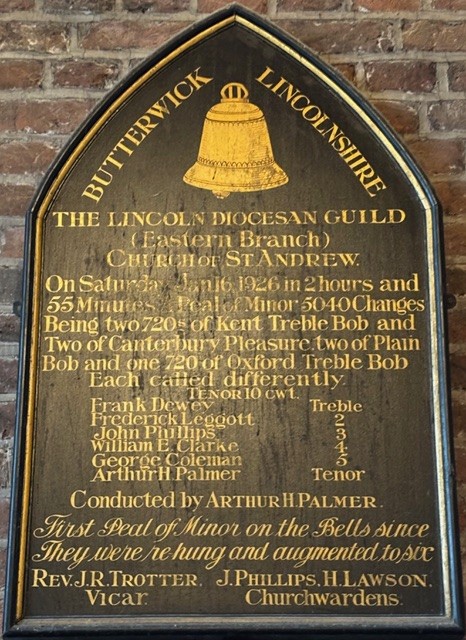 BUTTERWICK LINCOLNSHIRE
THE LINCOLN DIOCESAN GUILD
(Eastern Branch)
CHURCH OF ST ANDREW.
On Saturday Jan 16 1926 in 2 hours and
55 Minutes a Peal of Minor 5040 Changes
Being two 720s of Kent Treble Bob and
Two of Canterbury Pleasure, two of Plain
Bob and one 720 of Oxford Treble Bob
Each called differently.
TENOR 10 cwt.
Frank Dewey Treble
Frederick Leggott 2
John Phillips 3
William E Clarke 4
George Coleman 5
Arthur H. Palmer Tenor
Conducted by ARTHUR H. PALMER.
First Peal of Minor on the Bells since
They were re-hung and augmented to six
REV. J. R. TROTTER. J. PHILLIPS, H. LAWSON.
VICAR. Churchwardens.